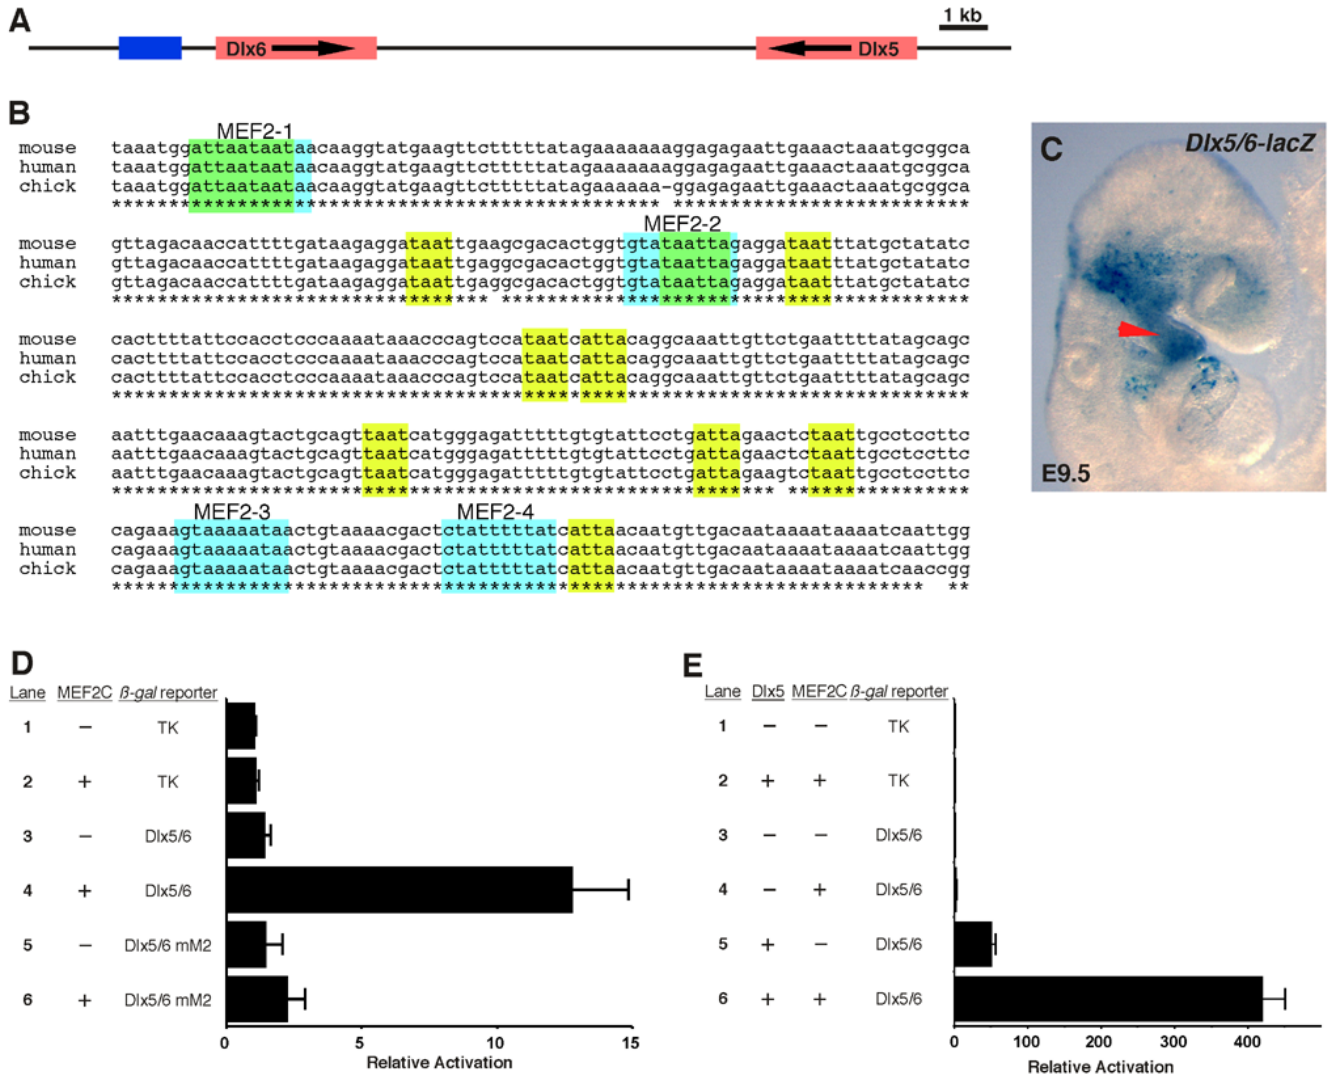 A
1 kb
Dlx6
Dlx5
B
MEF2-1
mouse taaatggattaataataacaaggtatgaagttctttttatagaaaaaaaggagagaattgaaactaaatgcggca
human taaatggattaataataacaaggtatgaagttctttttatagaaaaaaaggagagaattgaaactaaatgcggca
chick taaatggattaataataacaaggtatgaagttctttttatagaaaaaa-ggagagaattgaaactaaatgcggca
************************************************ **************************
MEF2-2
mouse gttagacaaccattttgataagaggataattgaagcgacactggtgtataattagaggataatttatgctatatc
human gttagacaaccattttgataagaggataattgaggcgacactggtgtataattagaggataatttatgctatatc
chick gttagacaaccattttgataagaggataattgaggcgacactggtgtataattagaggataatttatgctatatc
********************************* *****************************************
mouse cacttttattccacctcccaaaataaacccagtccataatcattacaggcaaattgttctgaattttatagcagc
human cacttttattccacctcccaaaataaacccagtccataatcattacaggcaaattgttctgaattttatagcagc
chick cacttttattccacctcccaaaataaacccagtccataatcattacaggcaaattgttctgaattttatagcagc
***************************************************************************
mouse aatttgaacaaagtactgcagttaatcatgggagatttttgtgtattcctgattagaactctaattgcctccttc
human aatttgaacaaagtactgcagttaatcatgggagatttttgtgtattcctgattagaactctaattgcctccttc
chick aatttgaacaaagtactgcagttaatcatgggagatttttgtgtattcctgattagaagtctaattgcctccttc
********************************************************** ****************
MEF2-3 MEF2-4
mouse cagaaagtaaaaataactgtaaaacgactctatttttatcattaacaatgttgacaataaaataaaatcaattgg
human cagaaagtaaaaataactgtaaaacgactctatttttatcattaacaatgttgacaataaaataaaatcaattgg
chick cagaaagtaaaaataactgtaaaacgactctatttttatcattaacaatgttgacaataaaataaaatcaaccgg
***********************************************************************  **
C
Dlx5/6-lacZ
E9.5
D
Lane MEF2C ß-gal reporter
1 – TK
2 + TK
3 – Dlx5/6
4 + Dlx5/6
5 – Dlx5/6 mM2
6 + Dlx5/6 mM2
0 5 10 15
Relative Activation
E
Lane Dlx5 MEF2C ß-gal reporter
1 – – TK
2 + + TK
3 – – Dlx5/6
4 – + Dlx5/6
5 + – Dlx5/6
6 + + Dlx5/6
0 100 200 300 400
Relative Activation